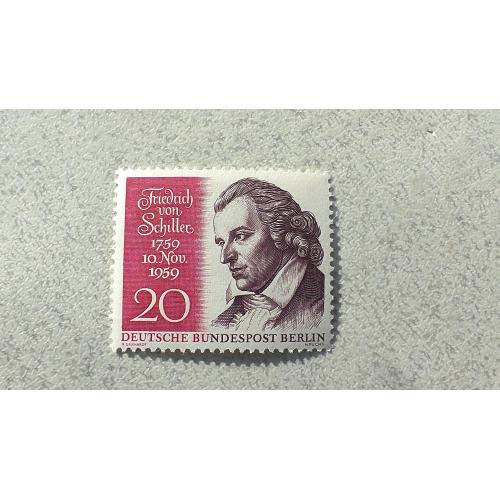 Friedrich
von
Schiller
1759
10. Nov.
1959
20
DEUTSCHE BUNDESPOST BERLIN